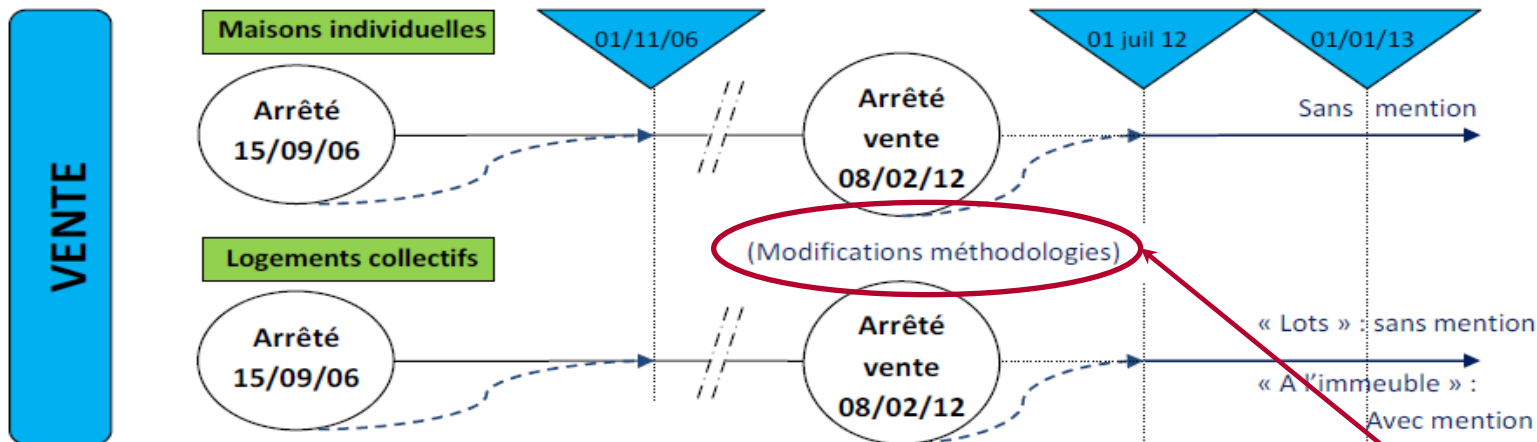 VENTE
Maisons individuelles
01/11/06
01 juil 12
01/01/13
Arrêté
15/09/06
Arrêté
vente
08/02/12
Sans mention
(Modifications méthodologies)
Logements collectifs
Arrêté
15/09/06
Arrêté
vente
08/02/12
« Lots » : sans mention
« A l’immeuble » :
Avec mention